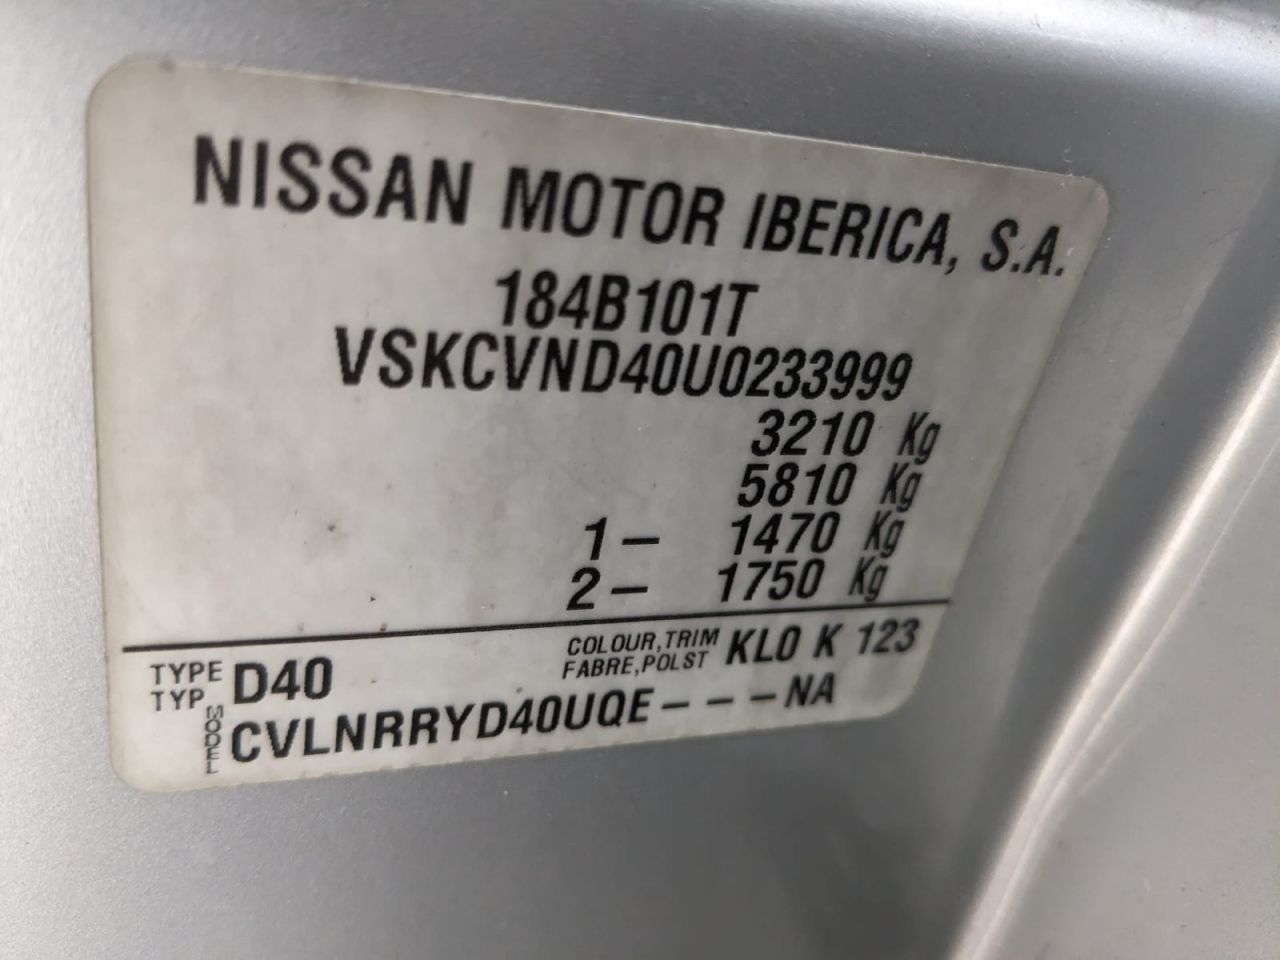 NISSAN MOTOR IBERICA, S.A.
184B101T
VSKCVND40U0233999
3210 Kg
5810 Kg
1- 1470 Kg
2- 1750 Kg
TYPE
TYP. D40
COLOUR,TRIM
FABRE,POLST KL0 K 123
MODEL CVLNRRYD40UQE---NA